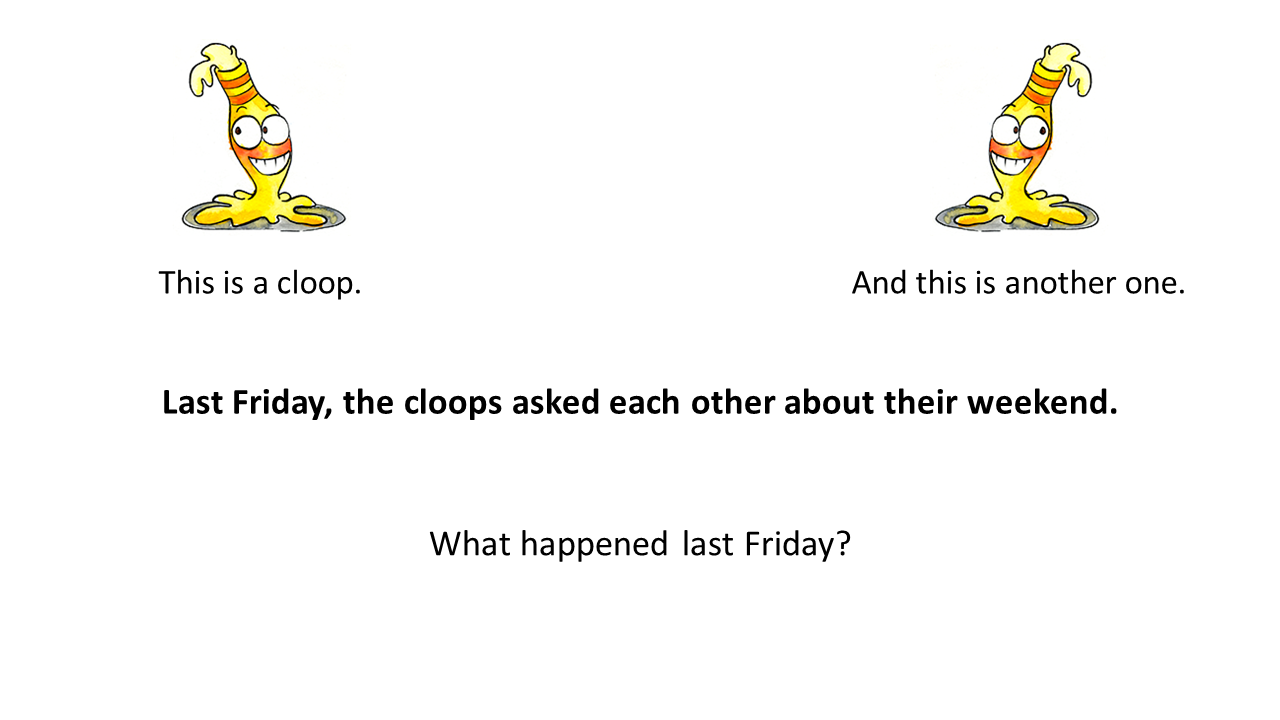 This is a cloop.
And this is another one.
Last Friday, the cloops asked each other about their weekend.
What happened last Friday?